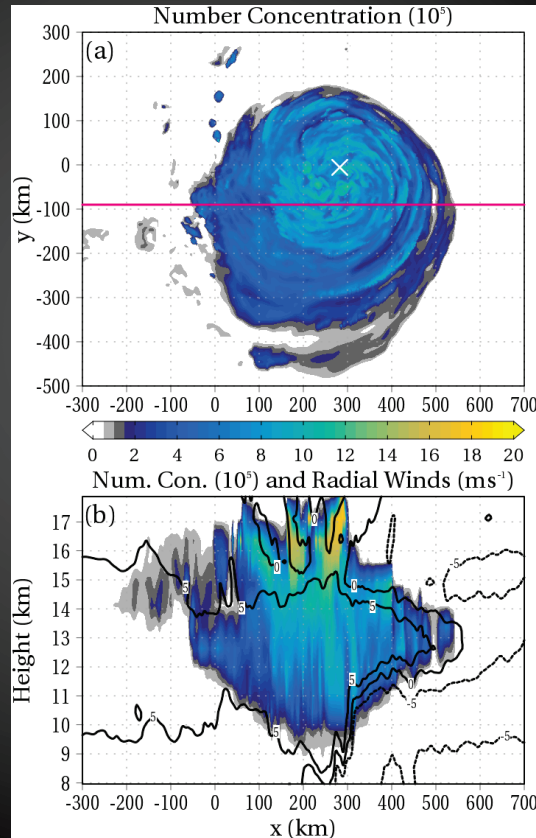 Number Concentration (10⁵)
(a)
300
200
100
0
-100
-200
-300
-400
-500
y (km)
-300 -200 -100 0 100 200 300 400 500 600 700
0 2 4 6 8 10 12 14 16 18 20
Num. Con. (10⁵) and Radial Winds (ms⁻¹)
(b)
17
16
15
14
13
12
11
10
9
8
Height (km)
0 0 0 -5 -5
5 5 0 5
5 5 0 -5 -5 -5
-300 -200 -100 0 100 200 300 400 500 600 700
x (km)